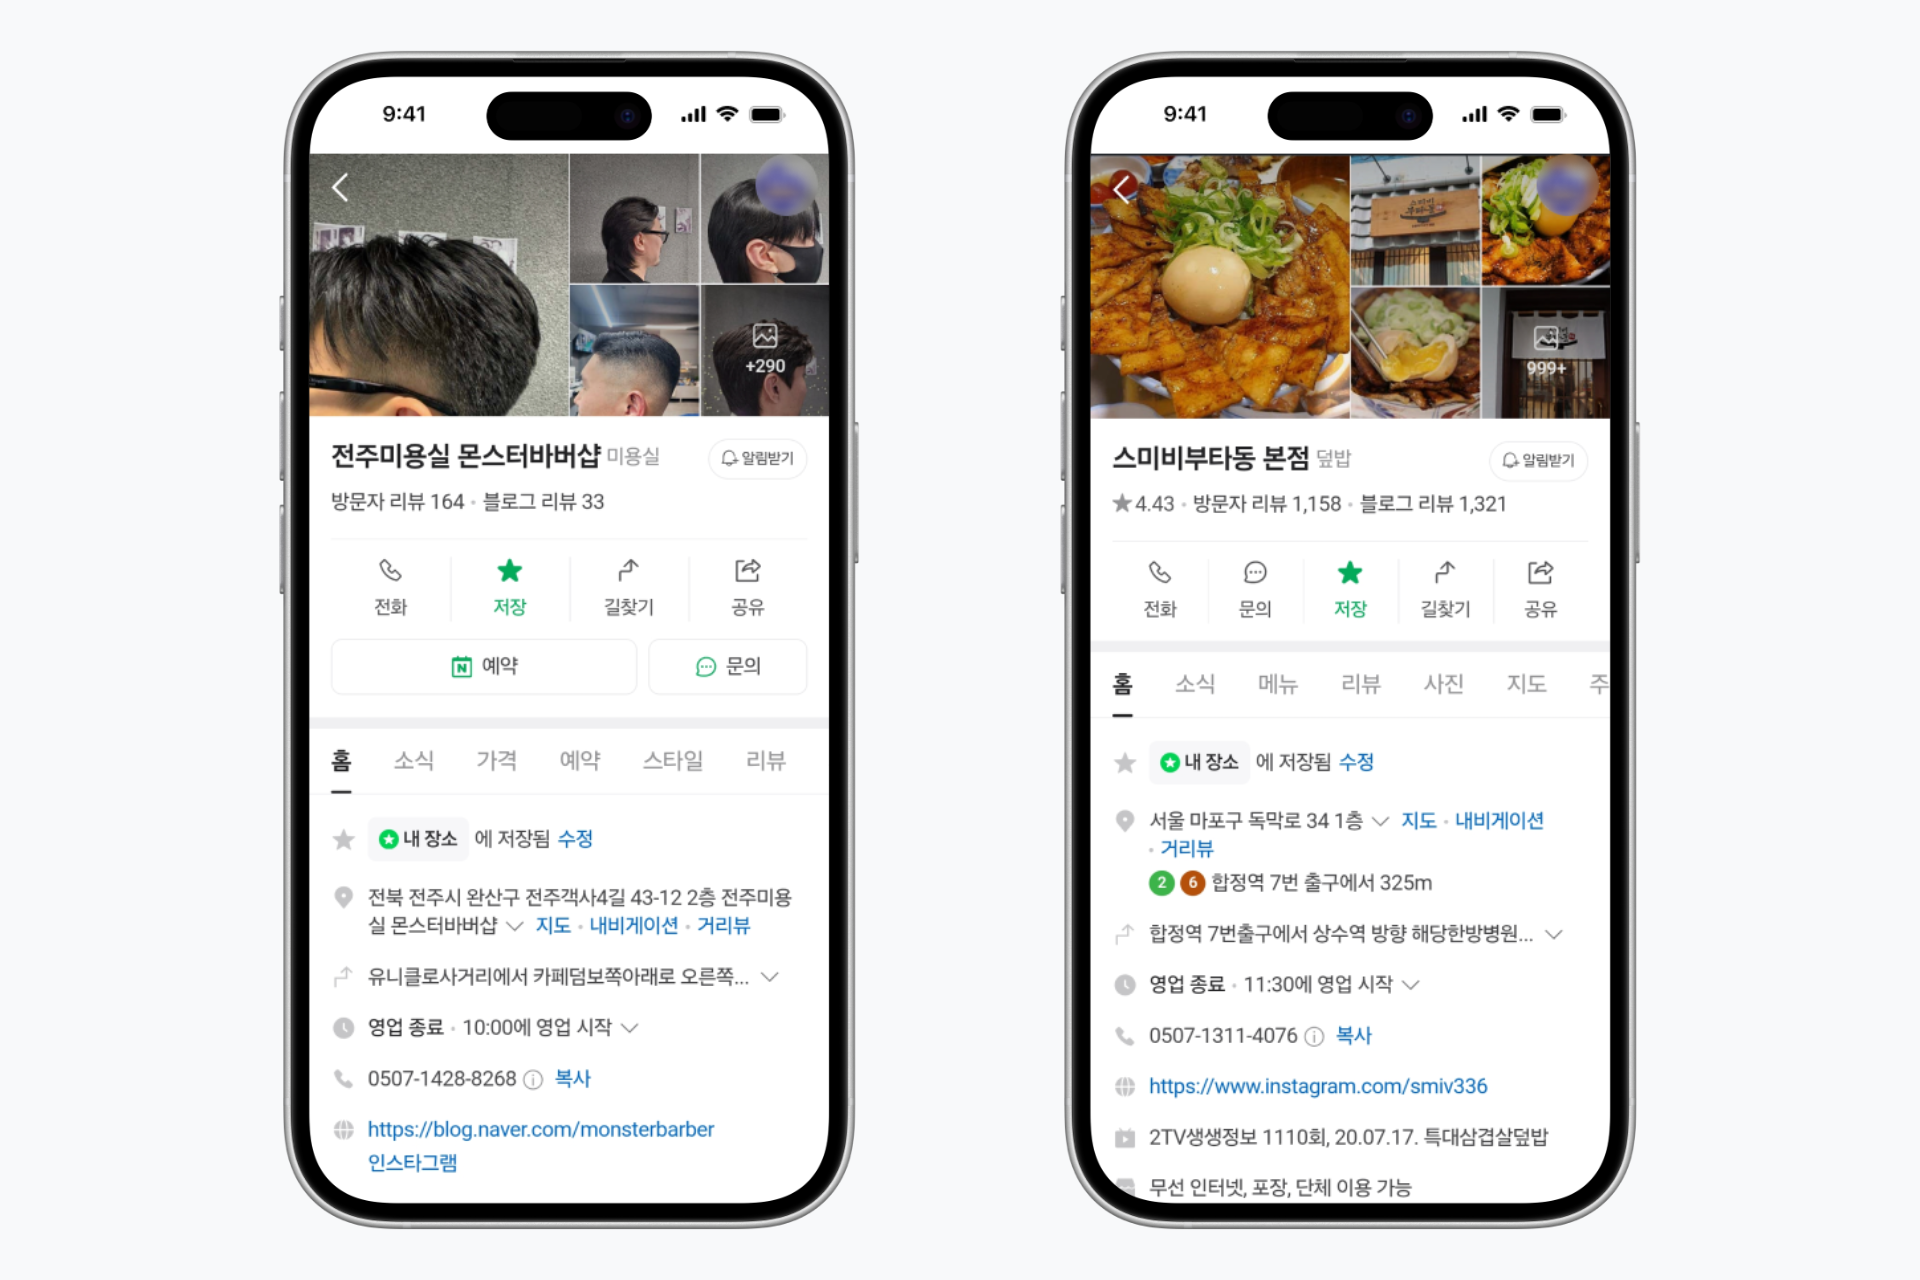 9:41
+290
전주미용실 몬스터바버샵 미용실
알림받기
방문자 리뷰 164 · 블로그 리뷰 33
전화 저장 길찾기 공유
예약 문의
홈 소식 가격 예약 스타일 리뷰
내 장소 에 저장됨 수정
전북 전주시 완산구 전주객사4길 43-12 2층 전주미용
실 몬스터바버샵 지도 · 내비게이션 · 거리뷰
유니클로사거리에서 카페덤보쪽아래로 오른쪽...
영업 종료 · 10:00에 영업 시작
0507-1428-8268 복사
https://blog.naver.com/monsterbarber
인스타그램
9:41
스미비
부타동
999+
스미비부타동 본점 덮밥
알림받기
★4.43 · 방문자 리뷰 1,158 · 블로그 리뷰 1,321
전화 문의 저장 길찾기 공유
홈 소식 메뉴 리뷰 사진 지도 주
내 장소 에 저장됨 수정
서울 마포구 독막로 34 1층 지도 · 내비게이션
· 거리뷰
2 6 합정역 7번 출구에서 325m
합정역 7번출구에서 상수역 방향 해당한방병원...
영업 종료 · 11:30에 영업 시작
0507-1311-4076 복사
https://www.instagram.com/smiv336
2TV생생정보 1110회, 20.07.17. 특대삼겹살덮밥
무선 인터넷, 포장, 단체 이용 가능